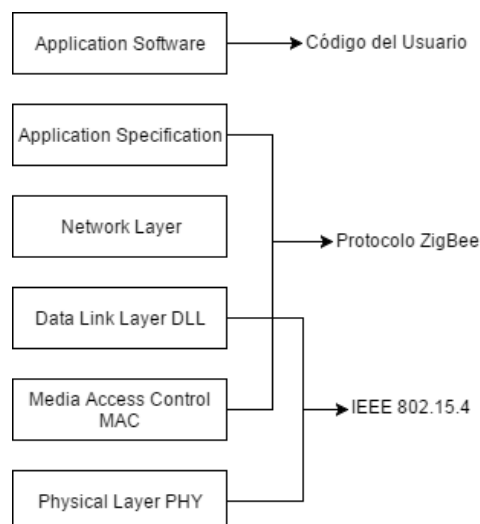 Application Software
Código del Usuario
Application Specification
Network Layer
Protocolo ZigBee
Data Link Layer DLL
Media Access Control
MAC
IEEE 802.15.4
Physical Layer PHY